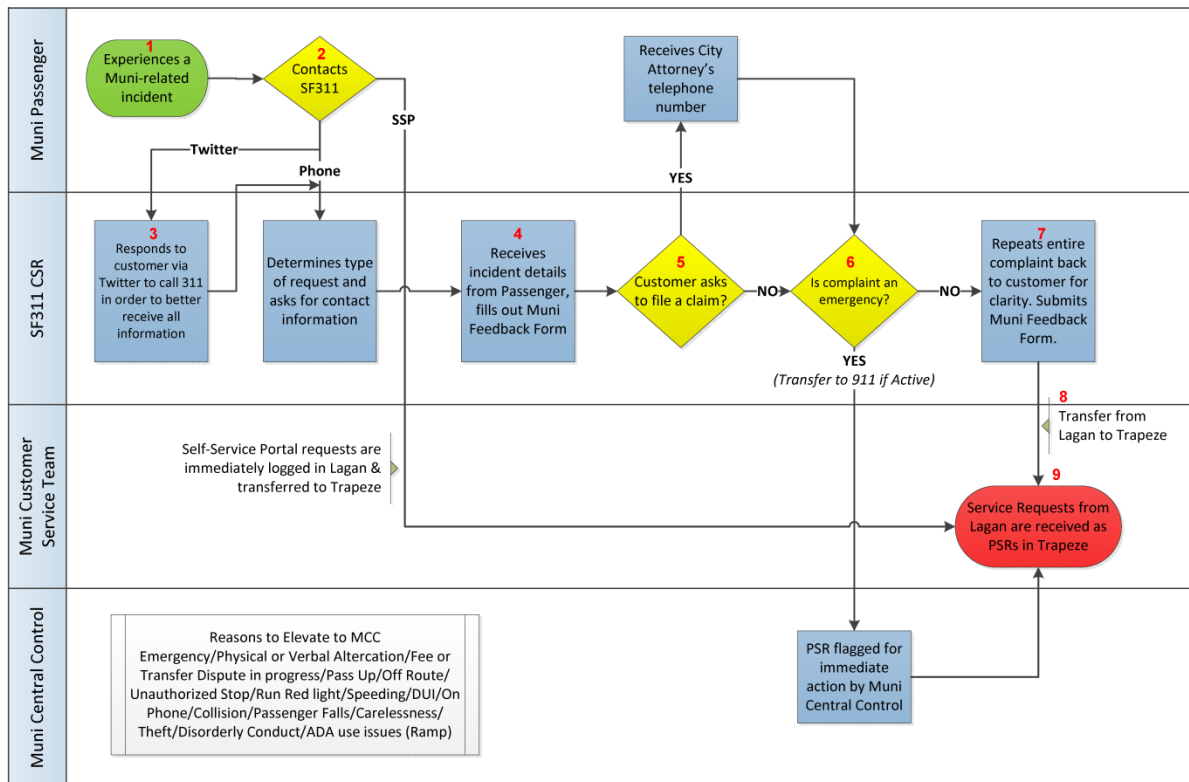 Muni Passenger
1
Experiences a
Muni-related
incident
2
Contacts
SF311
SSP
Twitter
Phone
Receives City
Attorney's
telephone
number
YES
SF311 CSR
3
Responds to
customer via
Twitter to call 311
in order to better
receive all
information
Determines type
of request and
asks for contact
information
4
Receives
incident details
from Passenger,
fills out Muni
Feedback Form
5
Customer asks
to file a claim?
NO
6
Is complaint an
emergency?
NO
YES
(Transfer to 911 if Active)
7
Repeats entire
complaint back
to customer for
clarity. Submits
Muni Feedback
Form.
Muni Customer
Service Team
Self-Service Portal requests are
immediately logged in Lagan &
transferred to Trapeze
8
Transfer from
Lagan to Trapeze
9
Service Requests from
Lagan are received as
PSRs in Trapeze
Muni Central Control
Reasons to Elevate to MCC
Emergency/Physical or Verbal Altercation/Fee or
Transfer Dispute in progress/Pass Up/Off Route/
Unauthorized Stop/Run Red light/Speeding/DUI/On
Phone/Collision/Passenger Falls/Carelessness/
Theft/Disorderly Conduct/ADA use issues (Ramp)
PSR flagged for
immediate
action by Muni
Central Control